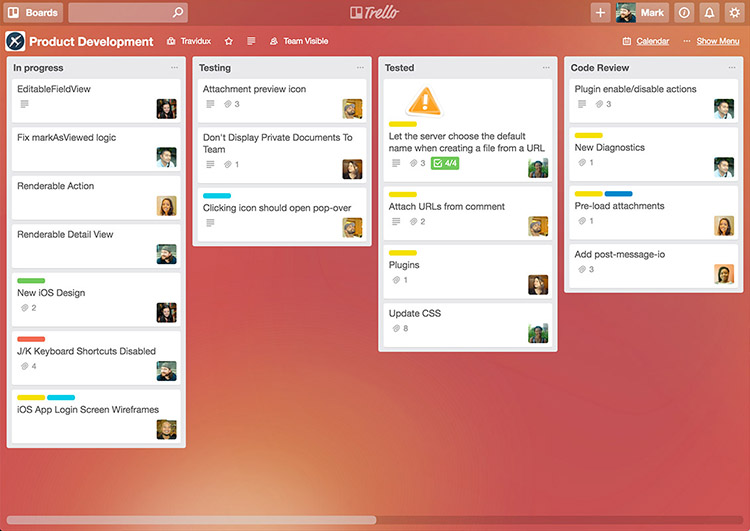 Boards
Trello
Mark
Product Development
Travidux
Team Visible
Calendar
Show Menu
In progress
EditableFieldView
Fix markAsViewed logic
Renderable Action
Renderable Detail View
New iOS Design
2
J/K Keyboard Shortcuts Disabled
4
iOS App Login Screen Wireframes
Testing
Attachment preview icon
3
Don't Display Private Documents To
Team
1
Clicking icon should open pop-over
Tested
Let the server choose the default
name when creating a file from a URL
3 4/4
Attach URLs from comment
2
Plugins
1
Update CSS
8
Code Review
Plugin enable/disable actions
3
New Diagnostics
1
Pre-load attachments
1
Add post-message-io
3